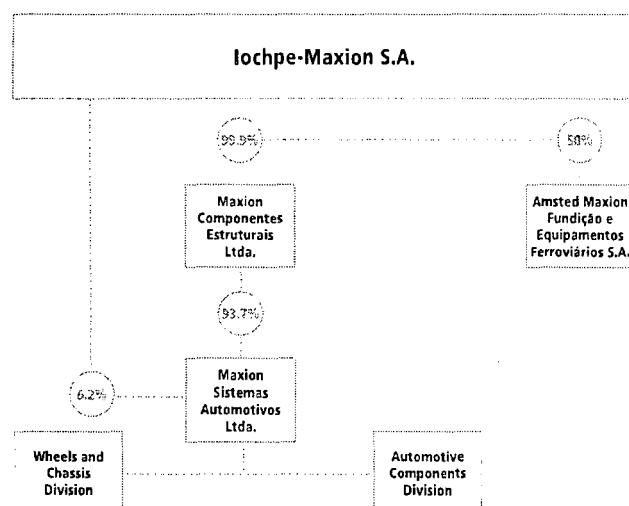 Iochpe-Maxion S.A.
99.9%
50%
Maxion
Componentes
Estruturais
Ltda.
Amsted Maxion
Fundição e
Equipamentos
Ferroviários S.A.
93.7%
Maxion
Sistemas
Automotivos
Ltda.
6.2%
Wheels and
Chassis
Division
Automotive
Components
Division